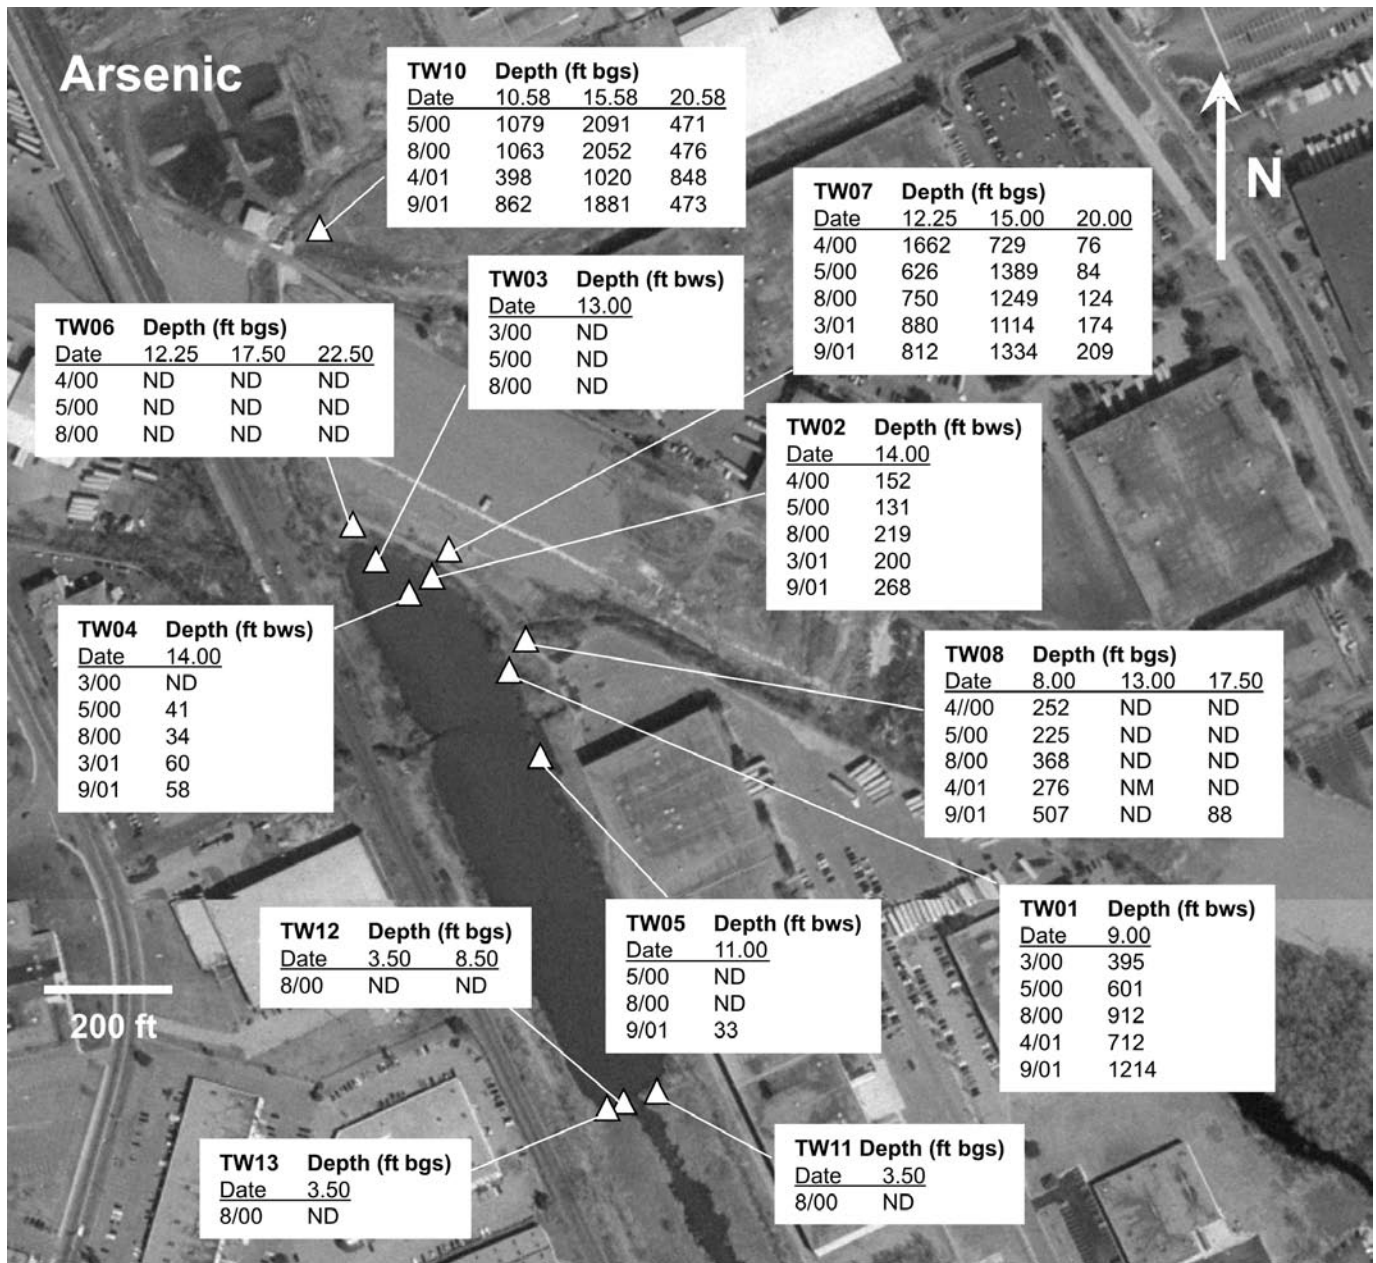 Arsenic
TW10 Depth (ft bgs)
Date 10.58 15.58 20.58
5/00 1079 2091 471
8/00 1063 2052 476
4/01 398 1020 848
9/01 862 1881 473
N
TW07 Depth (ft bgs)
Date 12.25 15.00 20.00
4/00 1662 729 76
5/00 626 1389 84
8/00 750 1249 124
3/01 880 1114 174
9/01 812 1334 209
TW03 Depth (ft bws)
Date 13.00
3/00 ND
5/00 ND
8/00 ND
TW06 Depth (ft bgs)
Date 12.25 17.50 22.50
4/00 ND ND ND
5/00 ND ND ND
8/00 ND ND ND
TW02 Depth (ft bws)
Date 14.00
4/00 152
5/00 131
8/00 219
3/01 200
9/01 268
TW04 Depth (ft bws)
Date 14.00
3/00 ND
5/00 41
8/00 34
3/01 60
9/01 58
TW08 Depth (ft bgs)
Date 8.00 13.00 17.50
4//00 252 ND ND
5/00 225 ND ND
8/00 368 ND ND
4/01 276 NM ND
9/01 507 ND 88
TW01 Depth (ft bws)
Date 9.00
3/00 395
5/00 601
8/00 912
4/01 712
9/01 1214
TW05 Depth (ft bws)
Date 11.00
5/00 ND
8/00 ND
9/01 33
TW12 Depth (ft bgs)
Date 3.50 8.50
8/00 ND ND
200 ft
TW13 Depth (ft bgs)
Date 3.50
8/00 ND
TW11 Depth (ft bgs)
Date 3.50
8/00 ND